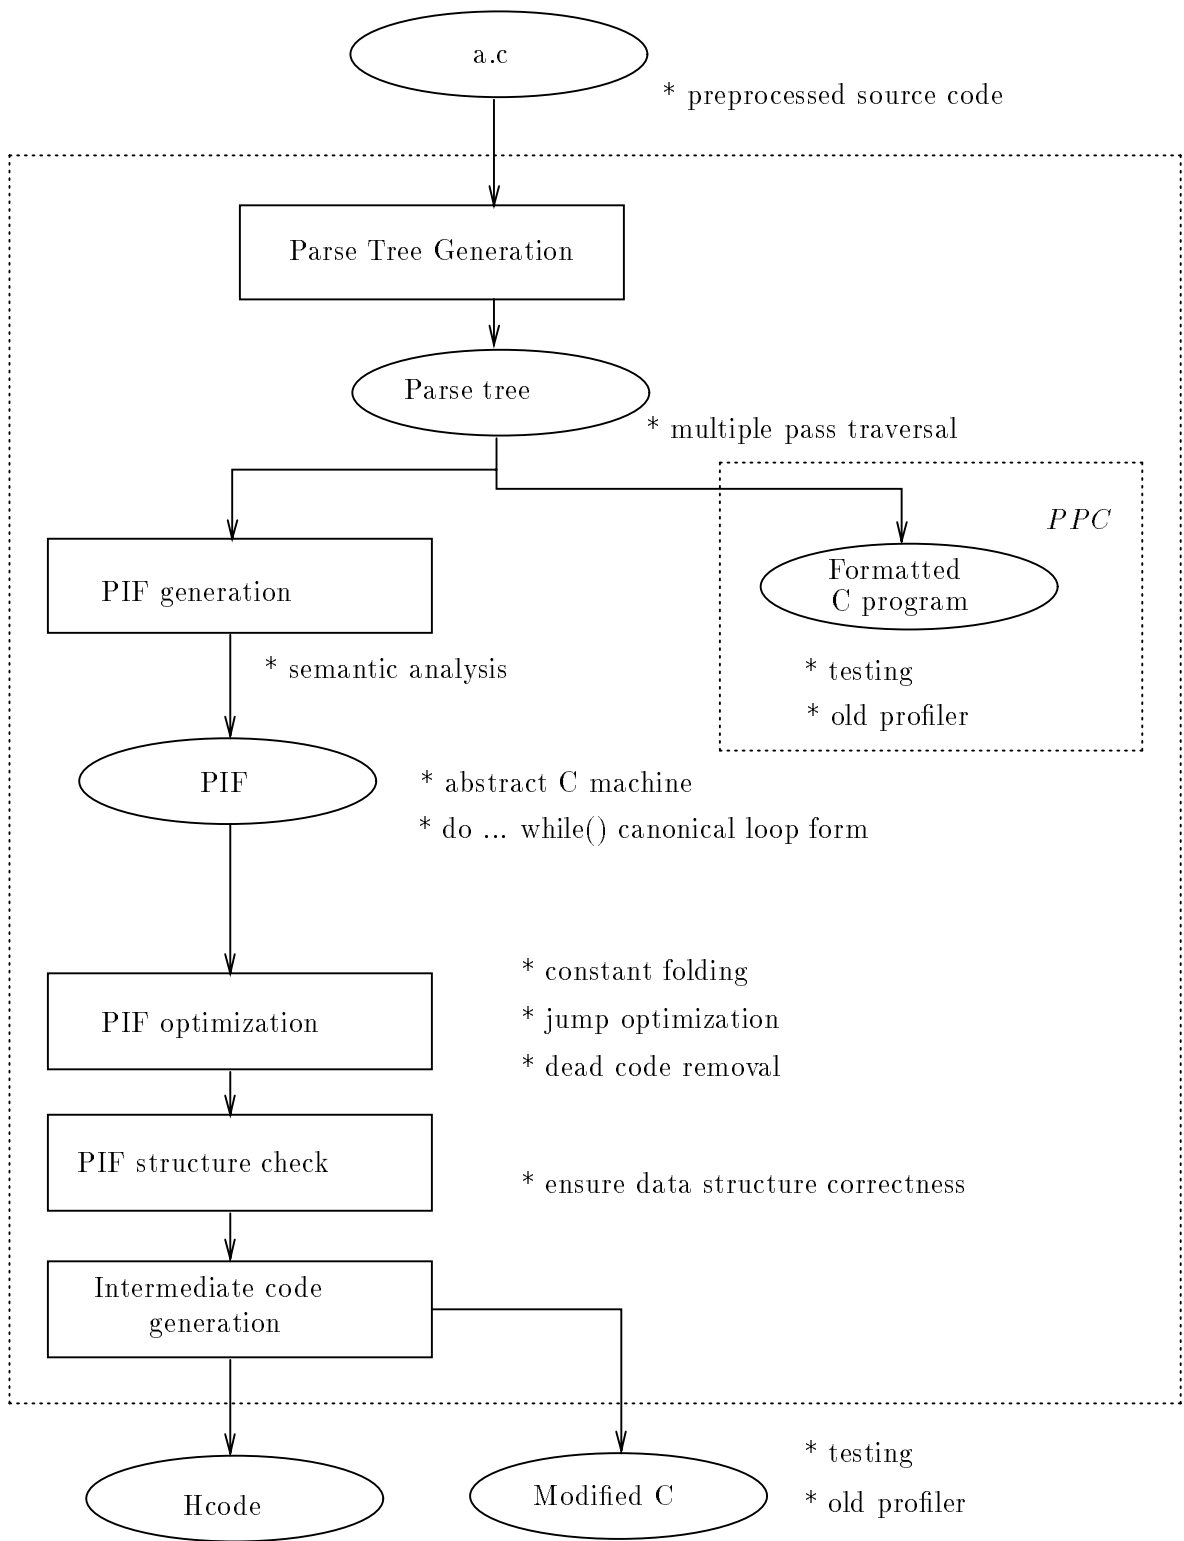 a.c
* preprocessed source code
Parse Tree Generation
Parse tree
* multiple pass traversal
PPC
PIF generation
Formatted
C program
* semantic analysis
* testing
* old profiler
PIF
* abstract C machine
* do ... while() canonical loop form
PIF optimization
* constant folding
* jump optimization
* dead code removal
PIF structure check
* ensure data structure correctness
Intermediate code
generation
Hcode
Modified C
* testing
* old profiler